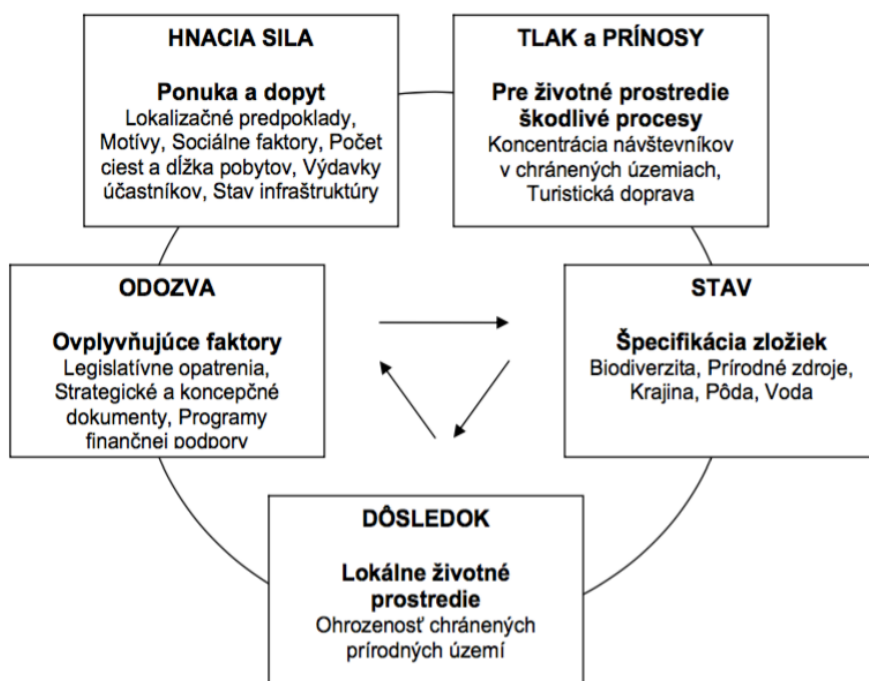 HNACIA SILA
Ponuka a dopyt
Lokalizačné predpoklady,
Motívy, Sociálne faktory, Počet
ciest a dĺžka pobytov, Výdavky
účastníkov, Stav infraštruktúry
TLAK a PRÍNOSY
Pre životné prostredie
škodlivé procesy
Koncentrácia návštevníkov
v chránených územiach,
Turistická doprava
ODOZVA
Ovplyvňujúce faktory
Legislatívne opatrenia,
Strategické a koncepčné
dokumenty, Programy
finančnej podpory
STAV
Špecifikácia zložiek
Biodiverzita, Prírodné zdroje,
Krajina, Pôda, Voda
DÔSLEDOK
Lokálne životné
prostredie
Ohrozenosť chránených
prírodných území